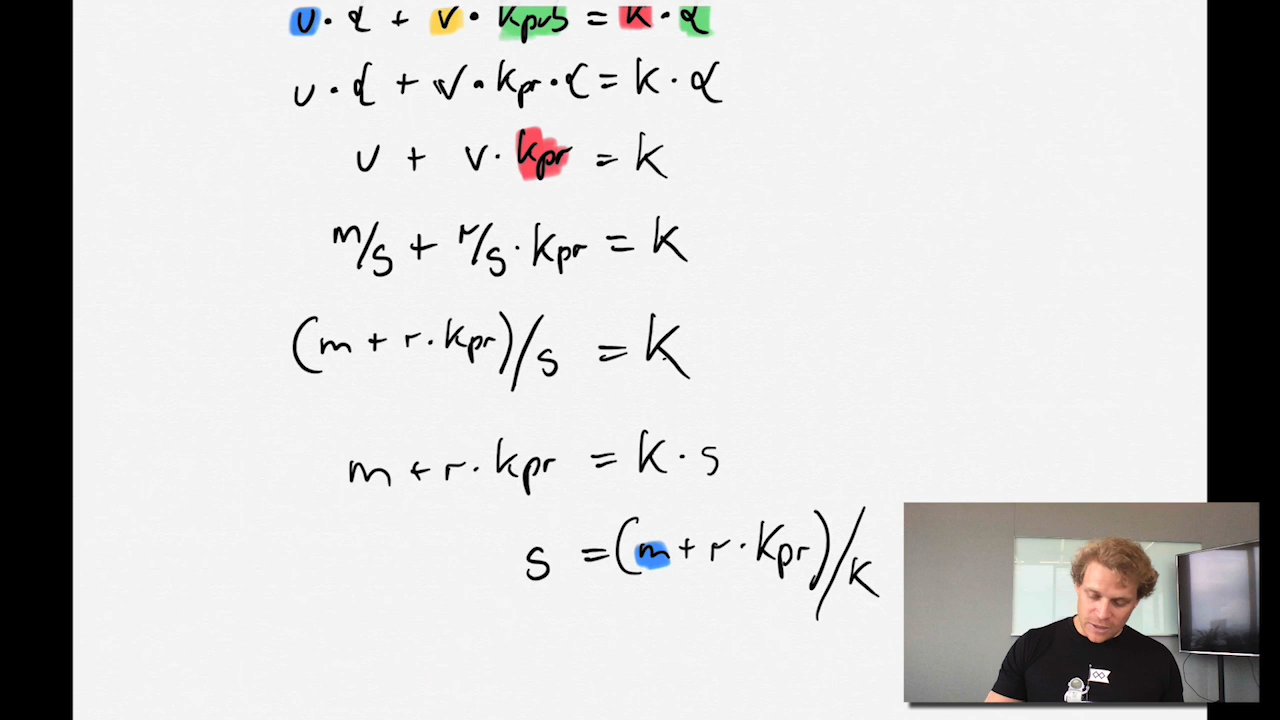 u · G + v · kpub = k · G
u · G + v · kpr · G = k · G
u + v · kpr = k
m/s + r/s · kpr = k
(m + r · kpr)/s = k
m + r · kpr = k · s
s = (m + r · kpr)/k